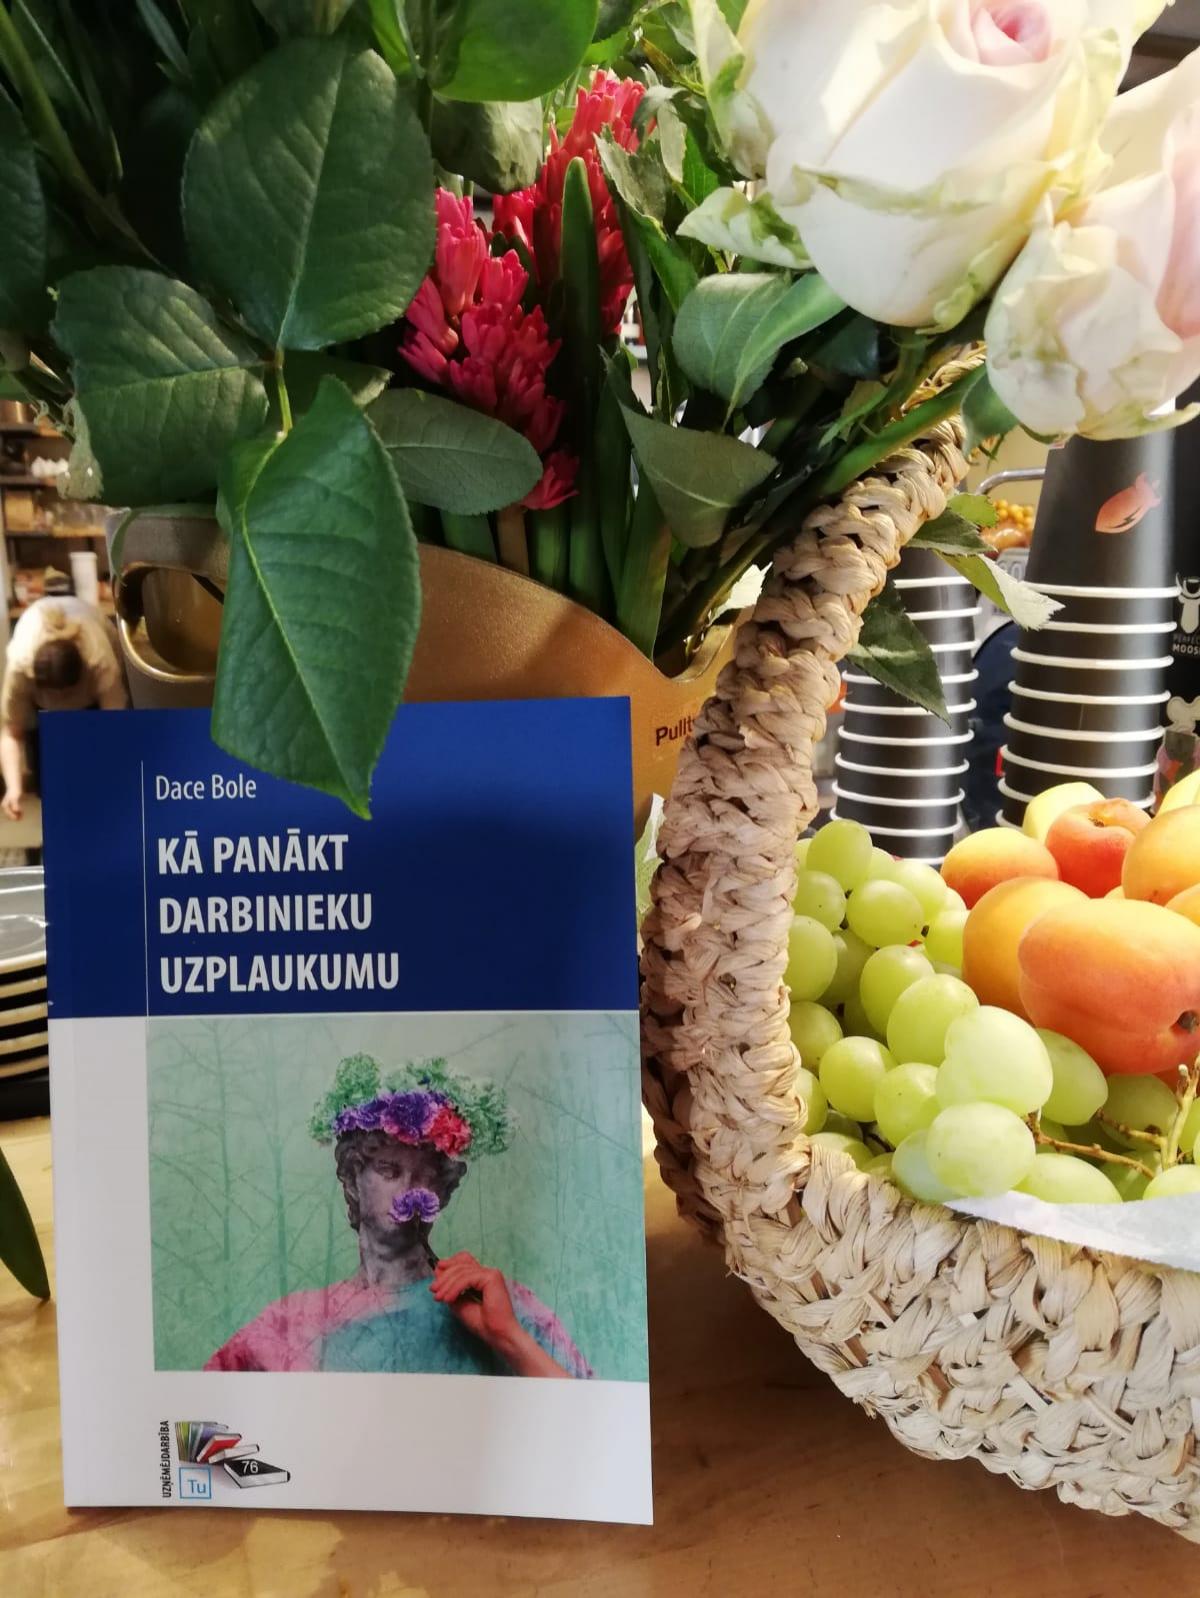 Dace Bole
KĀ PANĀKT
DARBINIEKU
UZPLAUKUMU
UZŅĒMĒJDARBĪBA
76
Tu